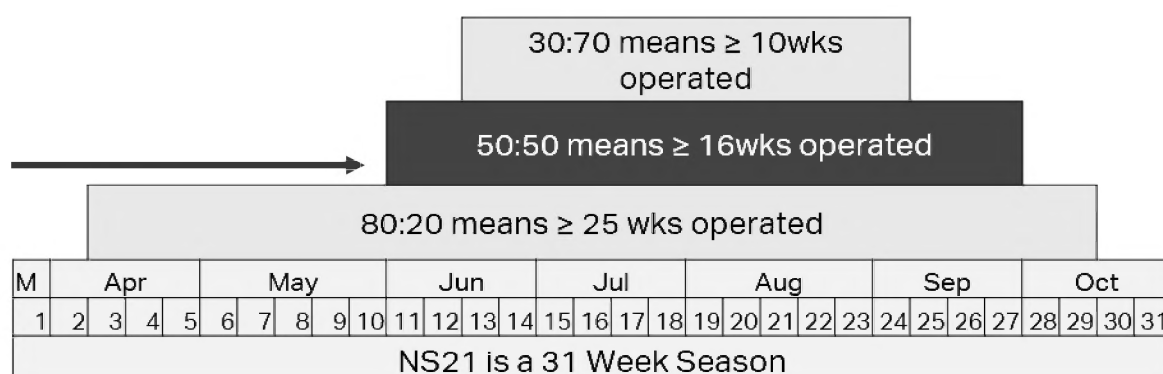 30:70 means ≥ 10wks
operated
50:50 means ≥ 16wks operated
80:20 means ≥ 25 wks operated
M Apr May Jun Jul Aug Sep Oct
1 2 3 4 5 6 7 8 9 10 11 12 13 14 15 16 17 18 19 20 21 22 23 24 25 26 27 28 29 30 31
NS21 is a 31 Week Season